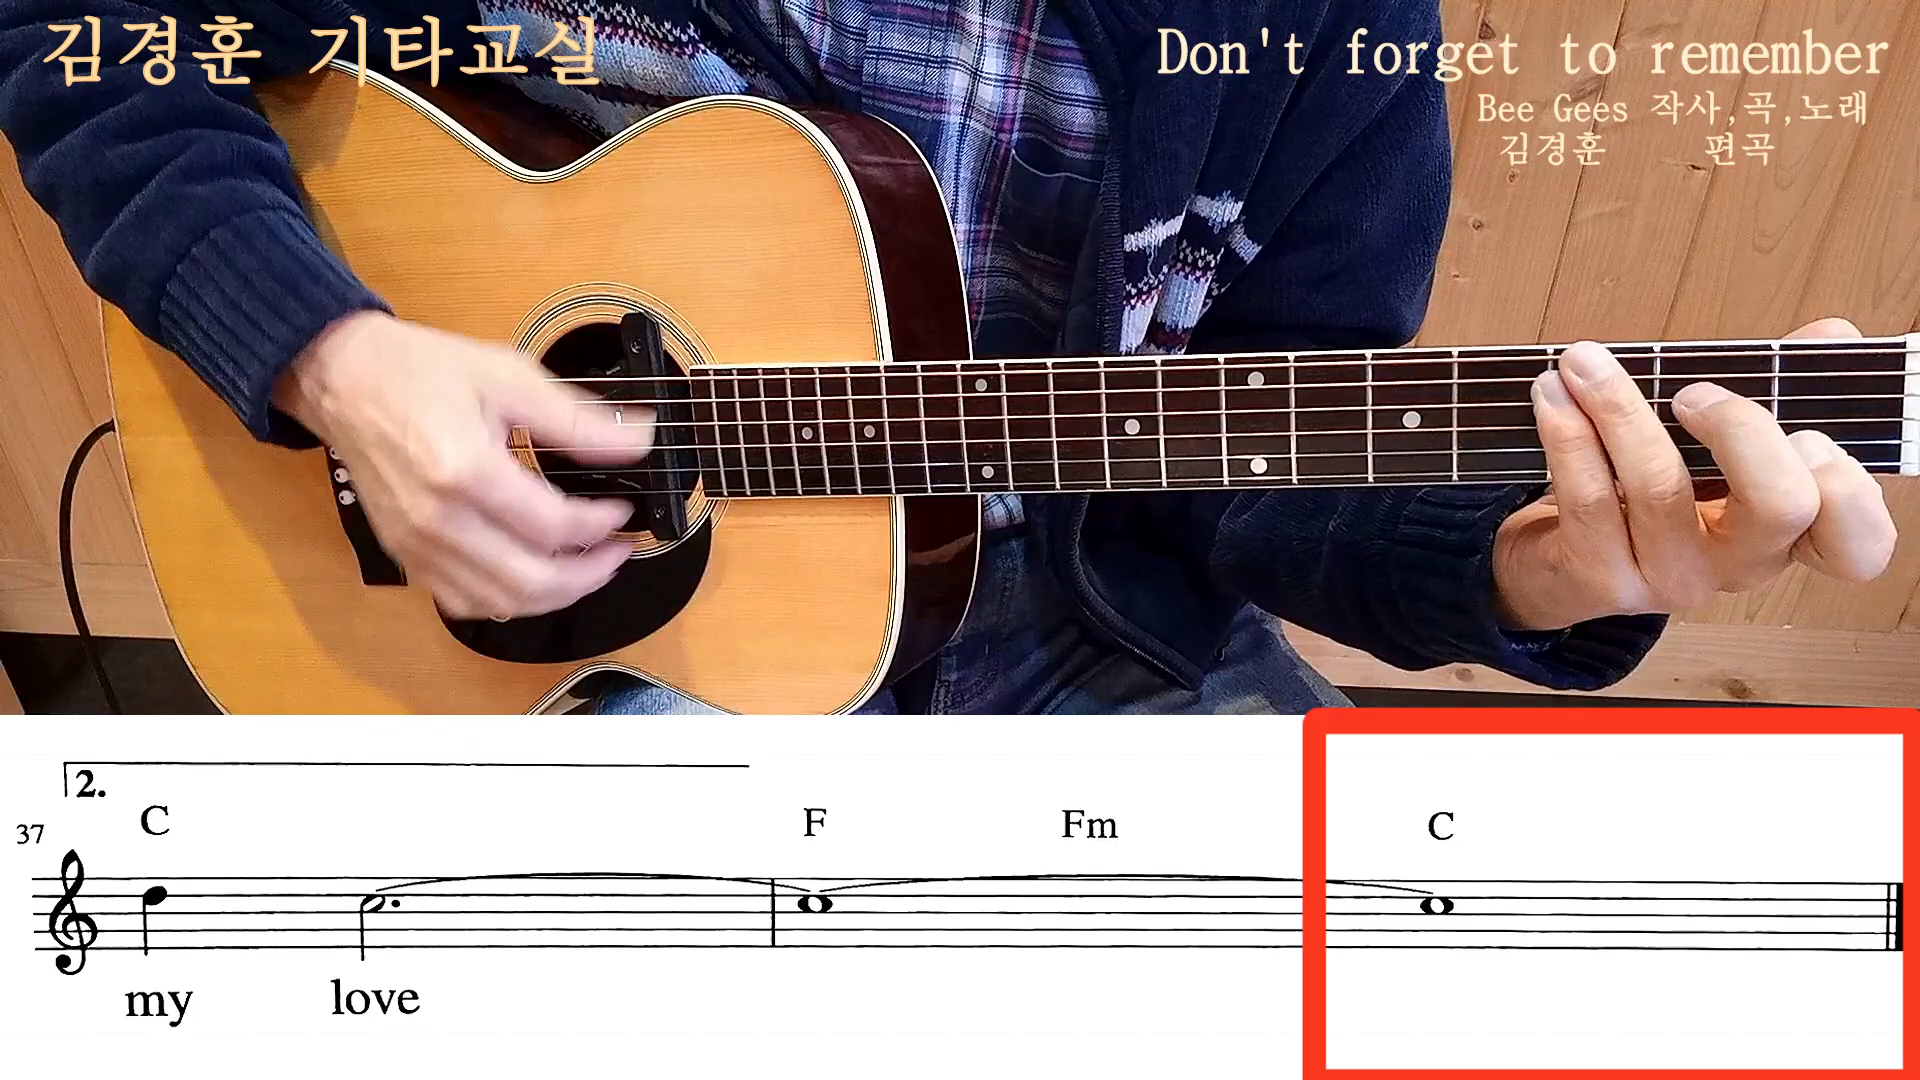 김경훈 기타교실
Don't forget to remember
Bee Gees 작사,곡,노래
김경훈 편곡
2.
37 C F Fm C
my love